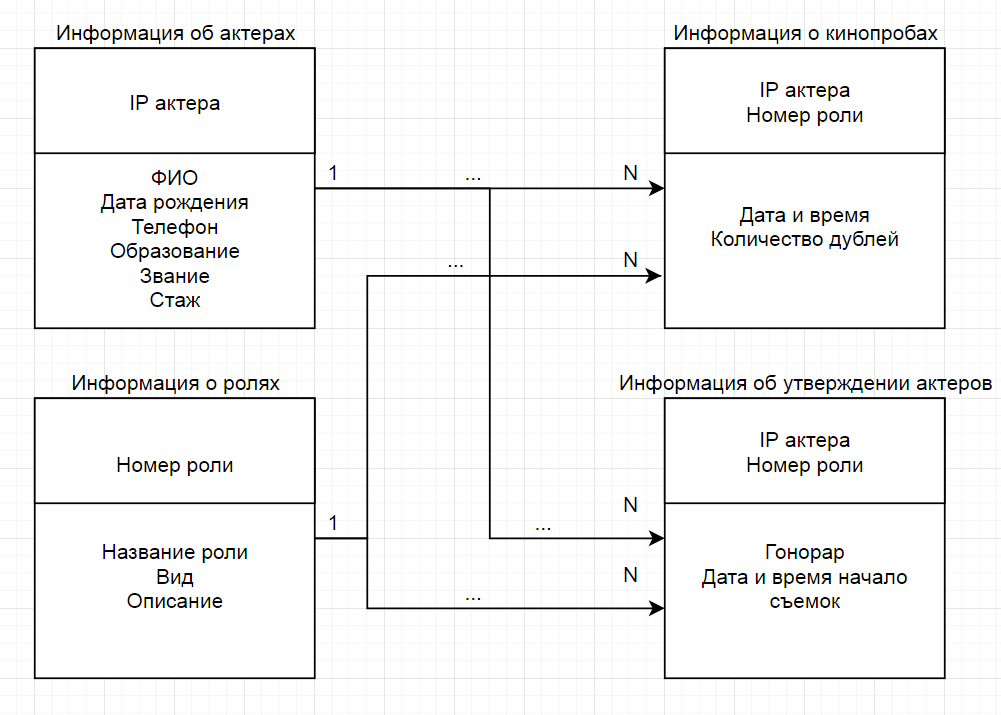 Информация об актерах
IP актера
ФИО
Дата рождения
Телефон
Образование
Звание
Стаж
Информация о кинопробах
IP актера
Номер роли
Дата и время
Количество дублей
1
...
N
...
N
Информация о ролях
Номер роли
Название роли
Вид
Описание
Информация об утверждении актеров
IP актера
Номер роли
Гонорар
Дата и время начало
съемок
1
...
N
...
N